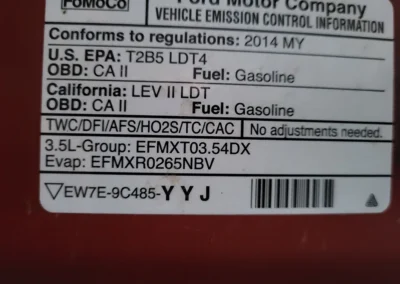 FoMoCo
Ford Motor Company
VEHICLE EMISSION CONTROL INFORMATION
Conforms to regulations: 2014 MY
U.S. EPA: T2B5 LDT4
OBD: CA II Fuel: Gasoline
California: LEV II LDT
OBD: CA II Fuel: Gasoline
TWC/DFI/AFS/HO2S/TC/CAC No adjustments needed.
3.5L-Group: EFMXT03.54DX
Evap: EFMXR0265NBV
EW7E-9C485-Y Y J